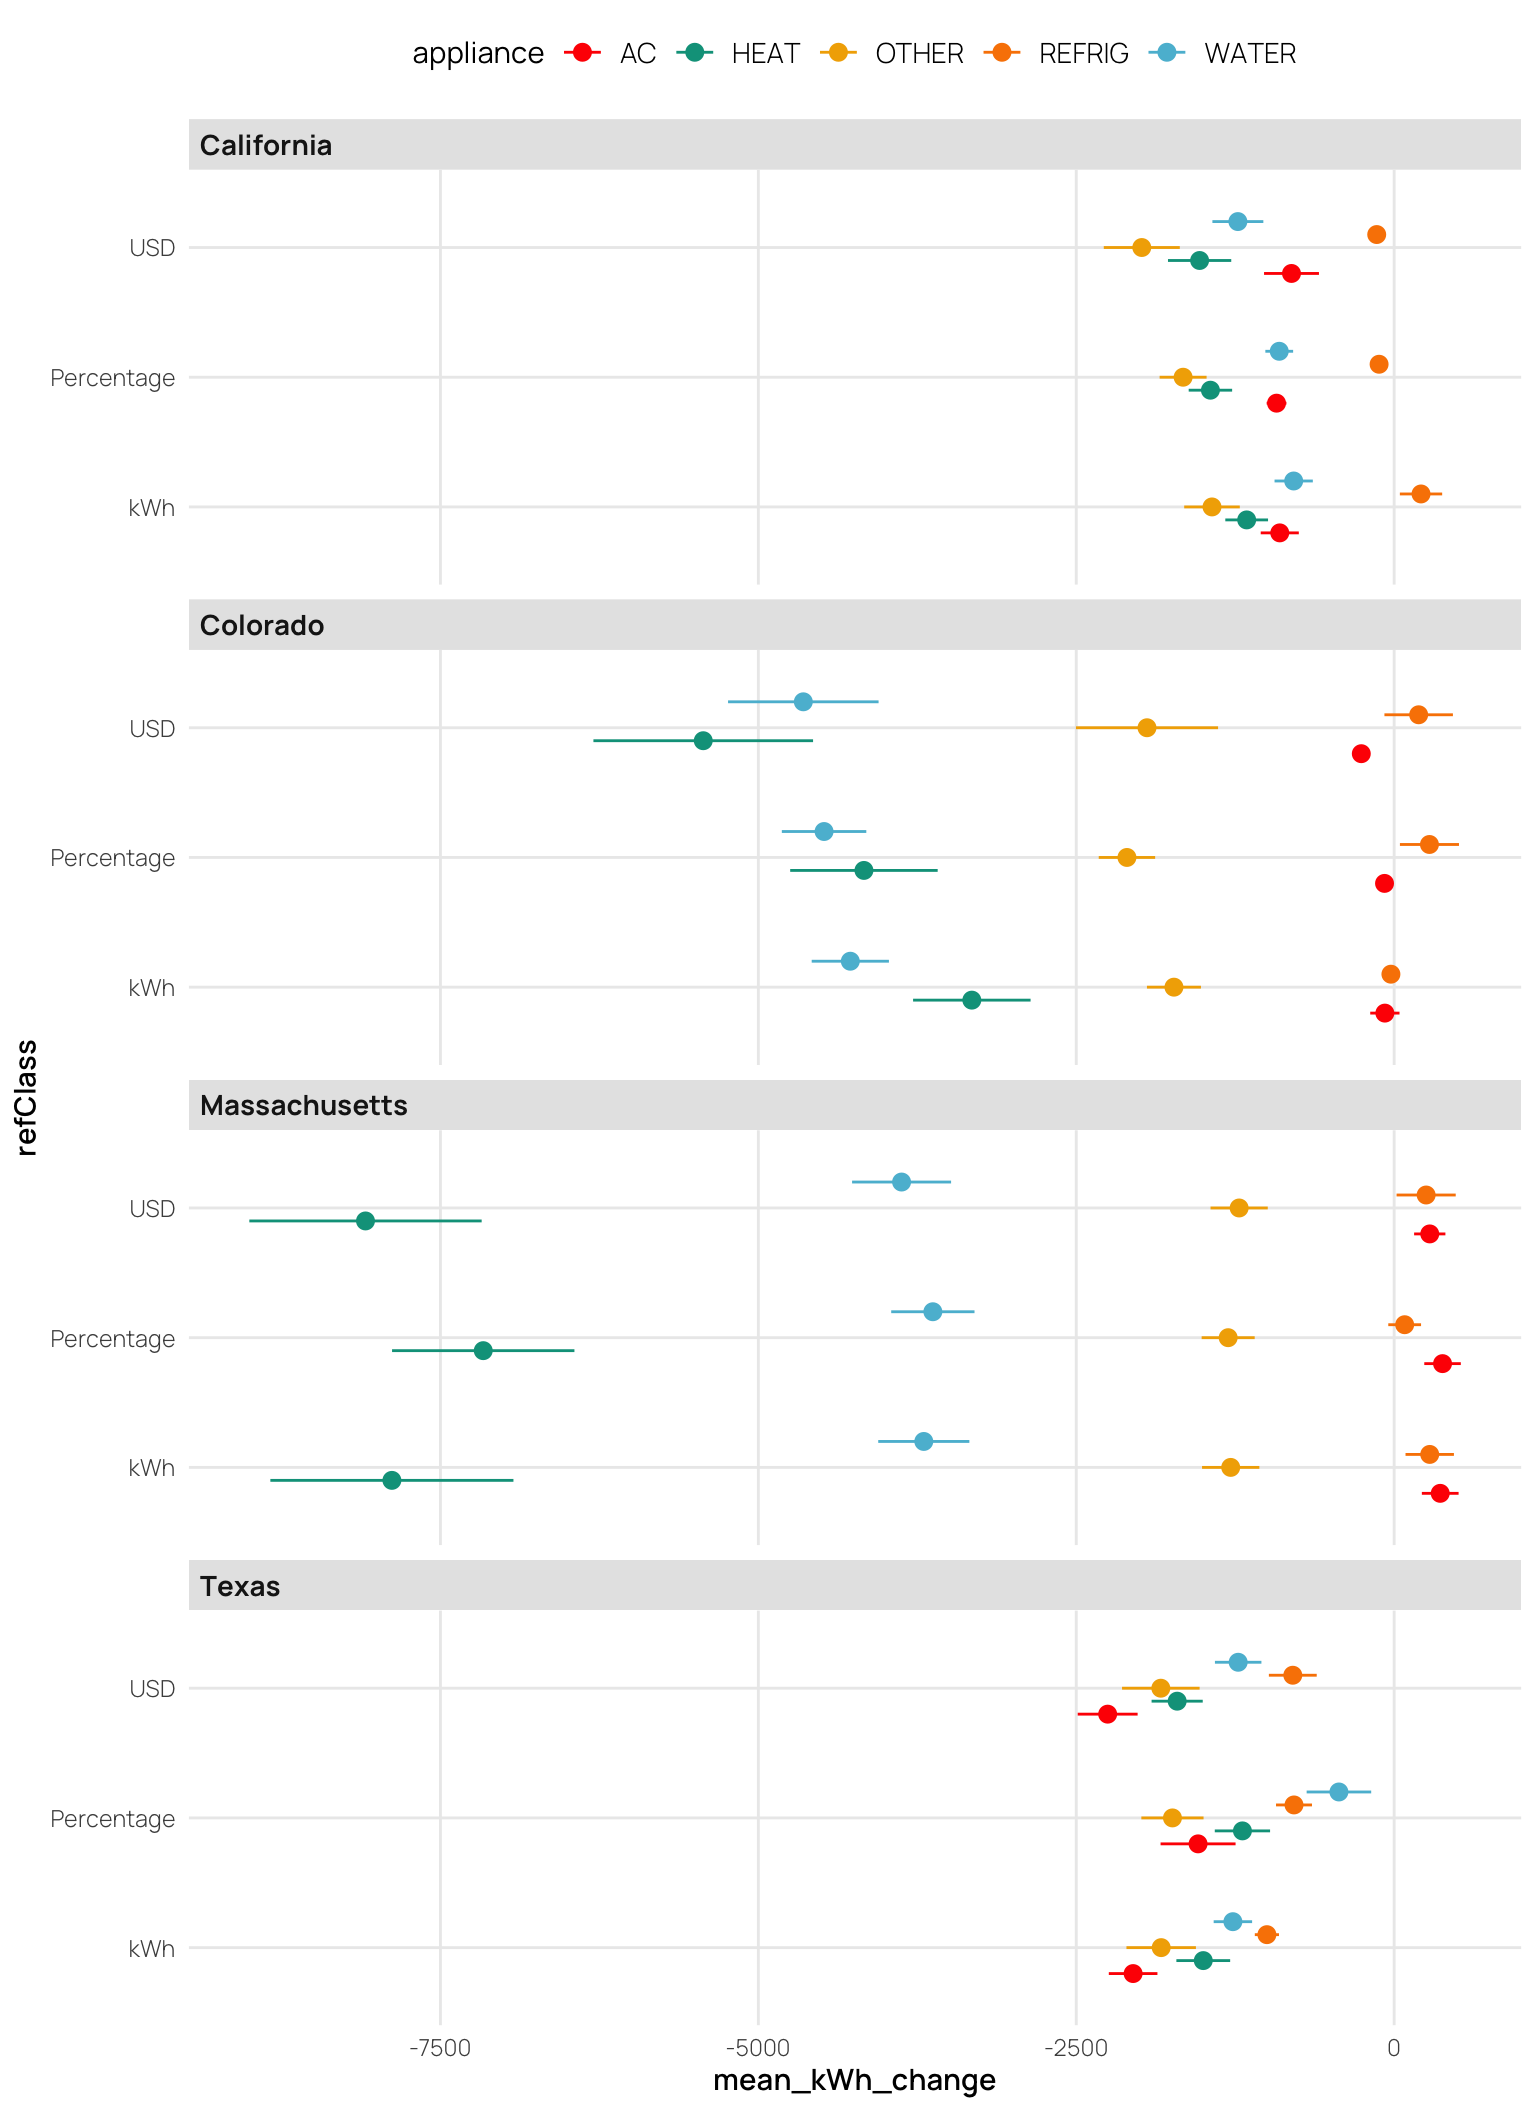 appliance AC HEAT OTHER REFRIG WATER
California
USD
Percentage
kWh
Colorado
USD
Percentage
kWh
refClass
Massachusetts
USD
Percentage
kWh
Texas
USD
Percentage
kWh
-7500 -5000 -2500 0
mean_kWh_change